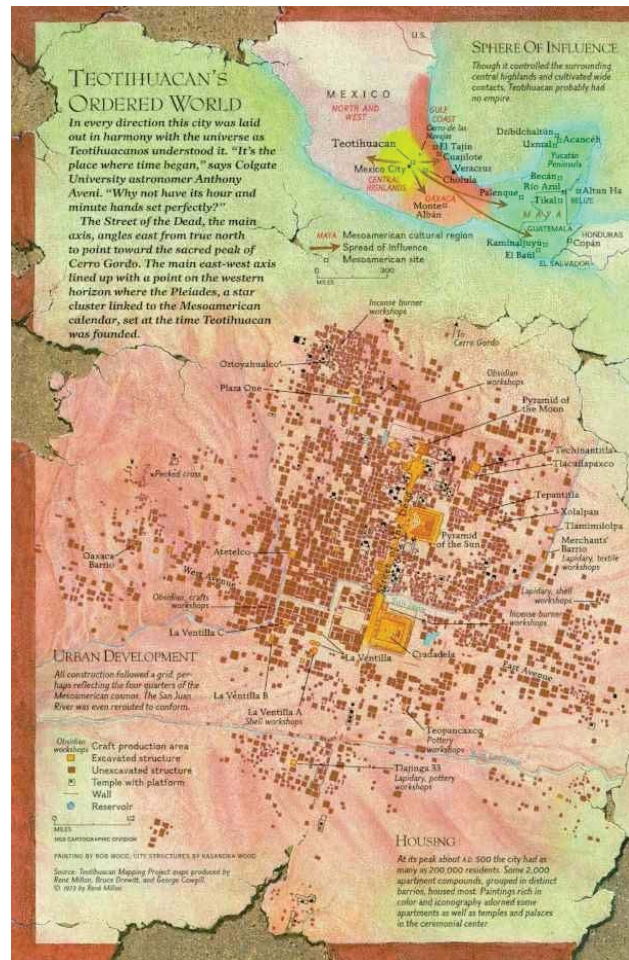 TEOTIHUACAN'S
ORDERED WORLD
In every direction this city was laid
out in harmony with the universe as
Teotihuacanos understood it. "It's the
place where time began," says Colgate
University astronomer Anthony
Aveni. "Why not have its hour and
minute hands set perfectly?"
The Street of the Dead, the main
axis, angles east from true north
to point toward the sacred peak of
Cerro Gordo. The main east-west axis
lined up with a point on the western
horizon where the Pleiades, a star
cluster linked to the Mesoamerican
calendar, set at the time Teotihuacan
was founded.
SPHERE OF INFLUENCE
Though it controlled the surrounding
central highlands and cultivated wide
contacts, Teotihuacan probably had
no empire.
U.S.
MEXICO
NORTH AND
WEST
GULF
COAST
Cerro de las
Navajas
Teotihuacan
El Tajín
Cuajilote
Mexico City
Veracruz
Cholula
CENTRAL
HIGHLANDS
OAXACA
Monte
Albán
Palenque
Dzibilchaltún
Acancéh
Uxmal
Yucatán
Peninsula
Becán
Río Azul
Altun Ha
Tikal
BELIZE
MAYA
GUATEMALA
HONDURAS
Kaminaljuyú
Copán
El Baúl
EL SALVADOR
MAYA Mesoamerican cultural region
Spread of influence
Mesoamerican site
0 300
MILES
Incense burner
workshops
To
Cerro Gordo
Oztoyahualco
Plaza One
Obsidian
workshops
Pyramid of
the Moon
Techinantitla
Tlacuilapaxco
Pecked cross
Tepantitla
Xolalpan
Tlamimilolpa
Pyramid
of the Sun
Merchants'
Barrio
Lapidary, textile
workshops
Oaxaca
Barrio
Atetelco
West Avenue
Obsidian, crafts
workshops
Lapidary, shell
workshops
Incense burner
workshops
La Ventilla C
La Ventilla
Ciudadela
East Avenue
URBAN DEVELOPMENT
All construction followed a grid, per-
haps reflecting the four quarters of the
Mesoamerican cosmos. The San Juan
River was even rerouted to conform.
La Ventilla B
La Ventilla A
Shell workshops
Teopancaxco
Pottery
workshops
Tlajinga 33
Lapidary, pottery
workshops
Obsidian
workshops Craft production area
Excavated structure
Unexcavated structure
Temple with platform
Wall
Reservoir
0
MILES
CARTOGRAPHIC DIVISION
PAINTING BY ROB WOOD; CITY STRUCTURES BY KASANDRA WOOD
Source: Teotihuacan Mapping Project maps produced by
René Millon, Bruce Drewitt, and George Cowgill.
© 1973 by René Millon
HOUSING
At its peak about A.D. 500 the city had as
many as 200,000 residents. Some 2,000
apartment compounds, grouped in distinct
barrios, housed most. Paintings rich in
color and iconography adorned some
apartments as well as temples and palaces
in the ceremonial center.